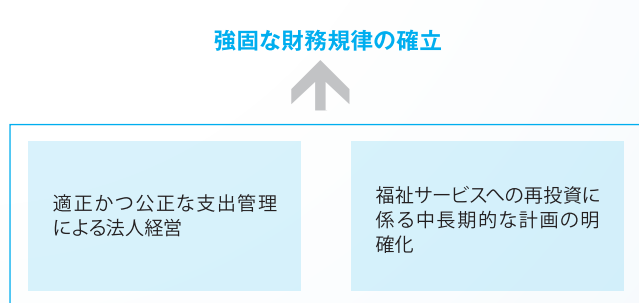 強固な財務規律の確立
適正かつ公正な支出管理
による法人経営
福祉サービスへの再投資に
係る中長期的な計画の明
確化